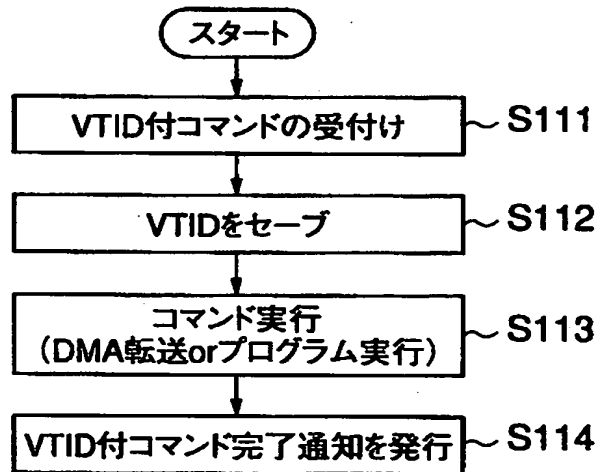 スタート
VTID付コマンドの受付け ～ S111
VTIDをセーブ ～ S112
コマンド実行
(DMA転送orプログラム実行) ～ S113
VTID付コマンド完了通知を発行 ～ S114